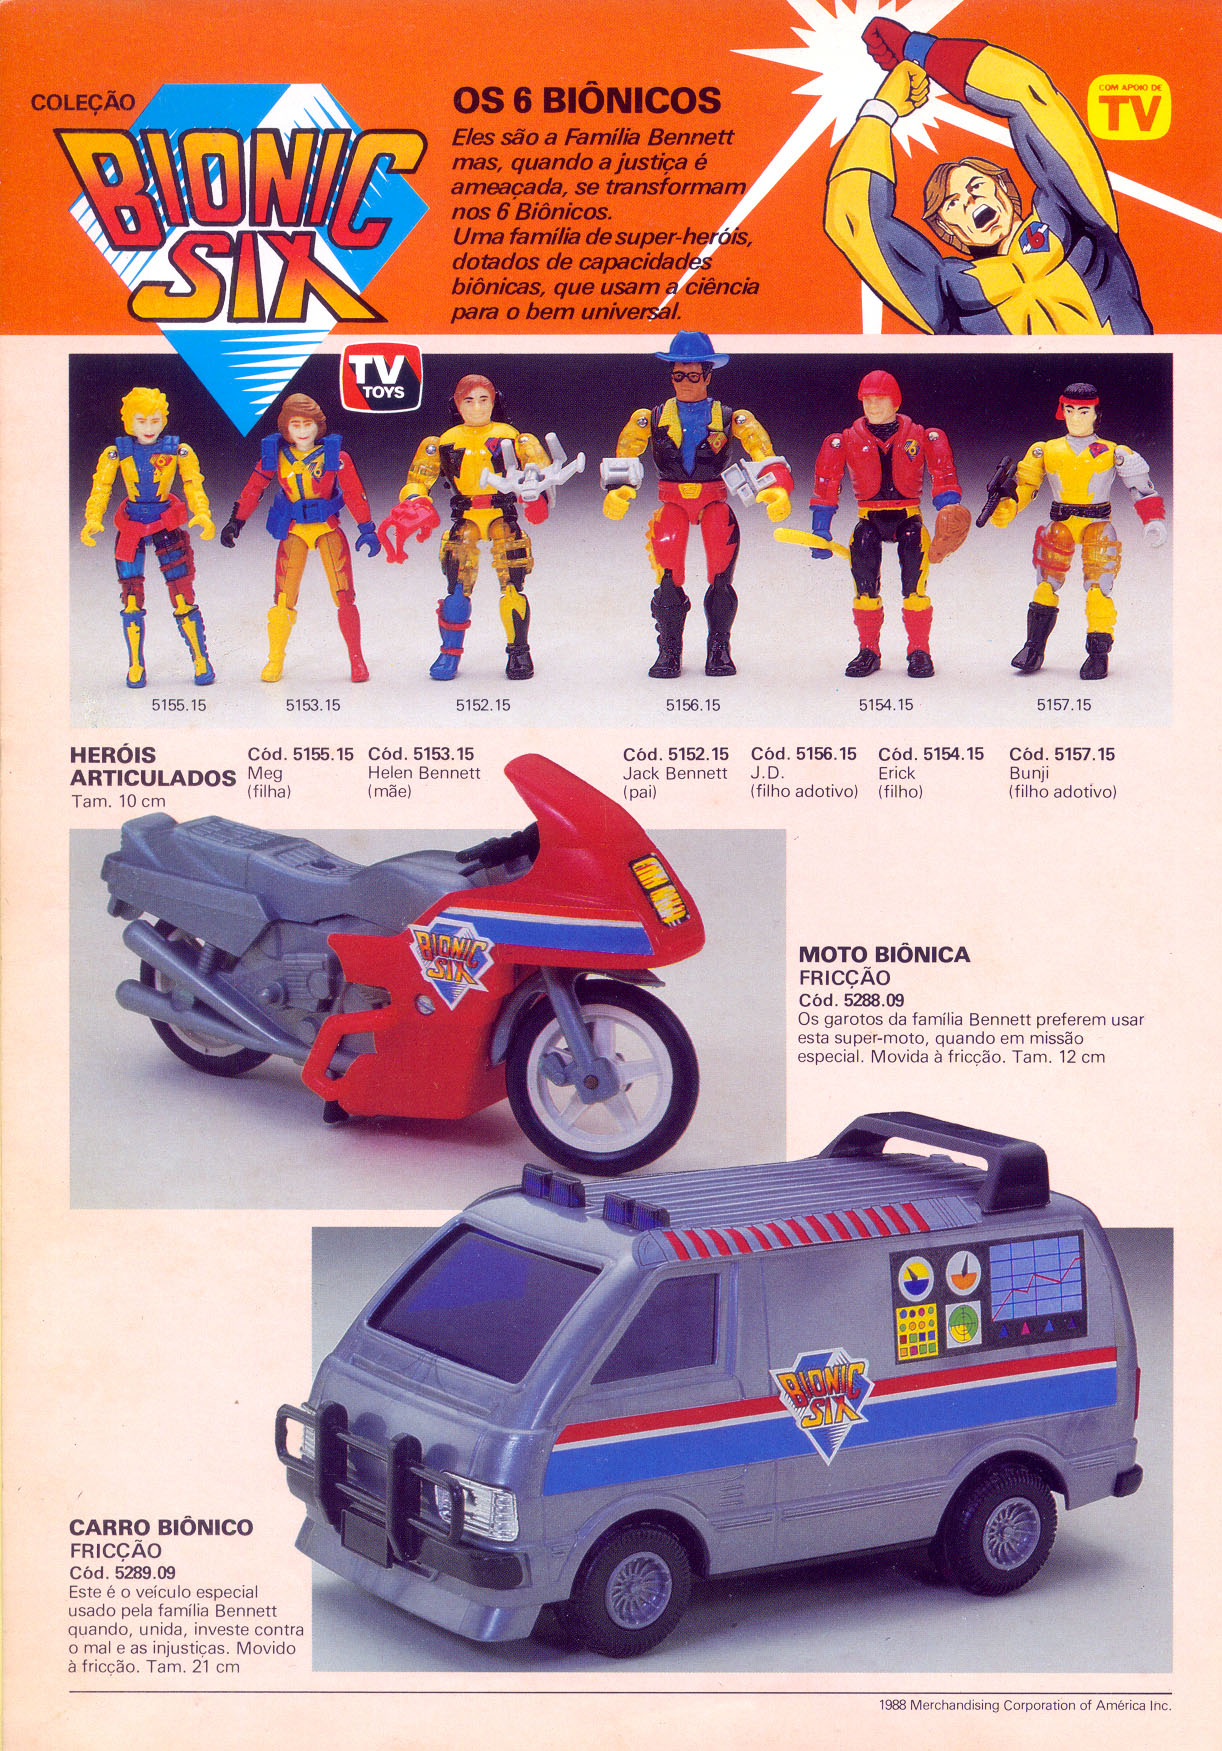 COLEÇÃO
BIONIC
SIX
OS 6 BIÔNICOS
Eles são a Família Bennett
mas, quando a justiça é
ameaçada, se transformam
nos 6 Biônicos.
Uma família de super-heróis,
dotados de capacidades
biônicas, que usam a ciência
para o bem universal.
COM APOIO DE
TV
6
TV
TOYS
5155.15
5153.15
5152.15
5156.15
5154.15
5157.15
HERÓIS
ARTICULADOS
Tam. 10 cm
Cód. 5155.15
Meg
(filha)
Cód. 5153.15
Helen Bennett
(mãe)
Cód. 5152.15
Jack Bennett
(pai)
Cód. 5156.15
J.D.
(filho adotivo)
Cód. 5154.15
Erick
(filho)
Cód. 5157.15
Bunji
(filho adotivo)
BIONIC
SIX
MOTO BIÔNICA
FRICÇÃO
Cód. 5288.09
Os garotos da família Bennett preferem usar
esta super-moto, quando em missão
especial. Movida à fricção. Tam. 12 cm
BIONIC
SIX
CARRO BIÔNICO
FRICÇÃO
Cód. 5289.09
Este é o veículo especial
usado pela família Bennett
quando, unida, investe contra
o mal e as injustiças. Movido
à fricção. Tam. 21 cm
1988 Merchandising Corporation of América Inc.